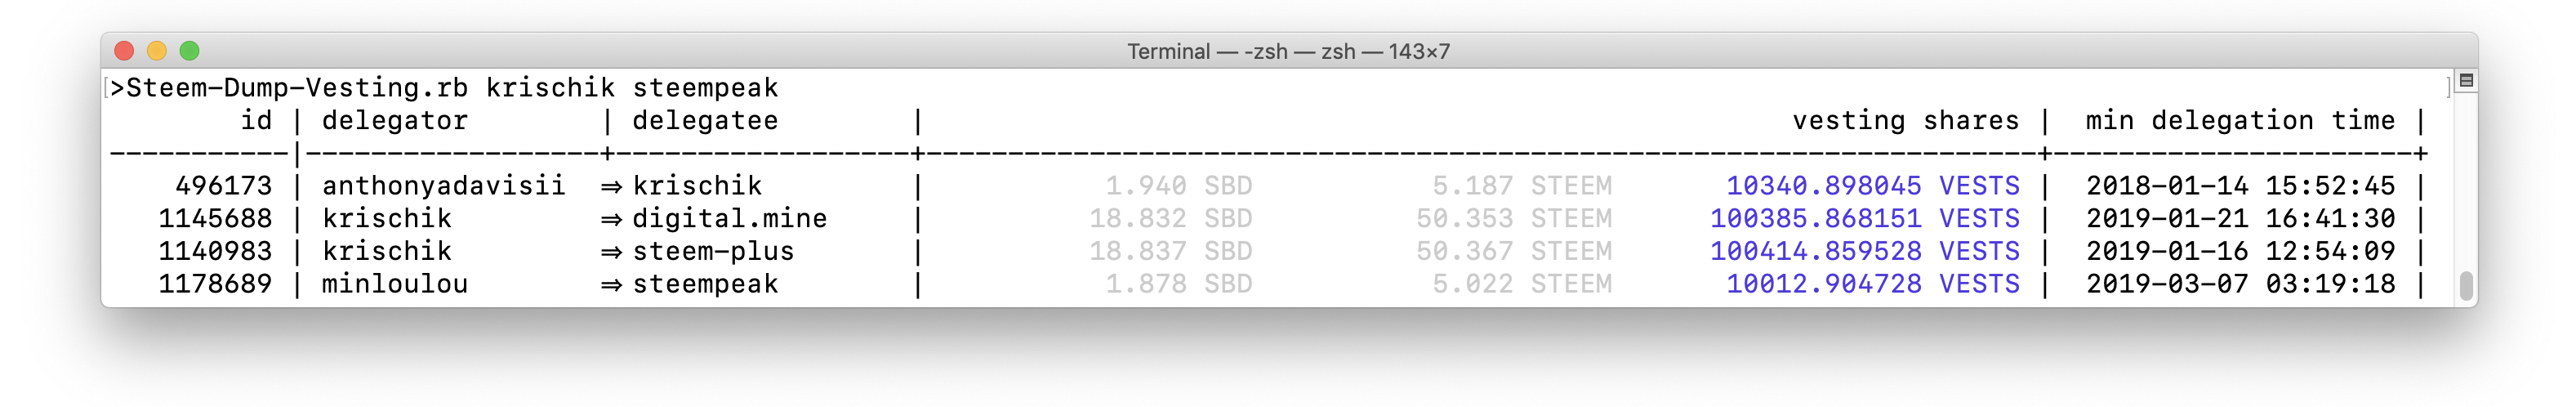 Terminal — -zsh — zsh — 143×7
[>Steem-Dump-Vesting.rb krischik steempeak ]
id | delegator | delegatee | vesting shares | min delegation time |
-----------|------------------+------------------+--------------------------------------------------------------------+----------------------+
496173 | anthonyadavisii ⇒ krischik | 1.940 SBD 5.187 STEEM 10340.898045 VESTS | 2018-01-14 15:52:45 |
1145688 | krischik ⇒ digital.mine | 18.832 SBD 50.353 STEEM 100385.868151 VESTS | 2019-01-21 16:41:30 |
1140983 | krischik ⇒ steem-plus | 18.837 SBD 50.367 STEEM 100414.859528 VESTS | 2019-01-16 12:54:09 |
1178689 | minloulou ⇒ steempeak | 1.878 SBD 5.022 STEEM 10012.904728 VESTS | 2019-03-07 03:19:18 |